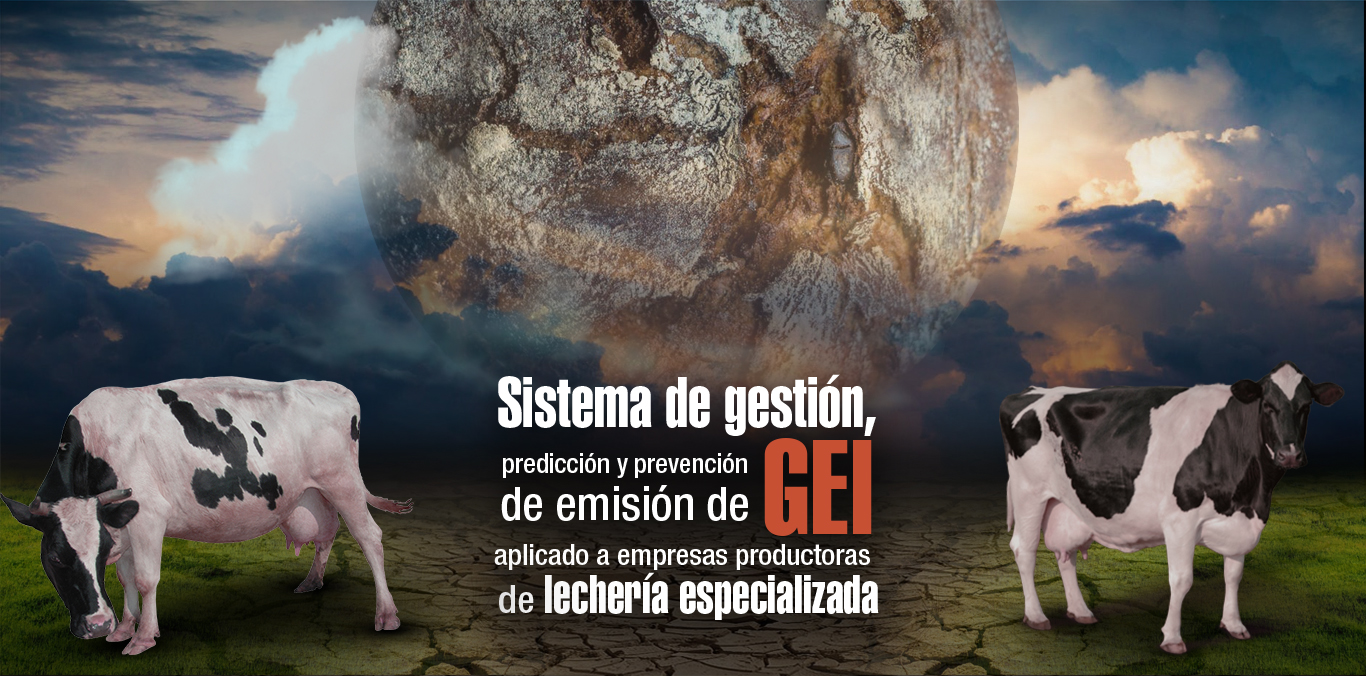 Sistema de gestión,
predicción y prevención
de emisión de GEI
aplicado a empresas productoras
de lechería especializada